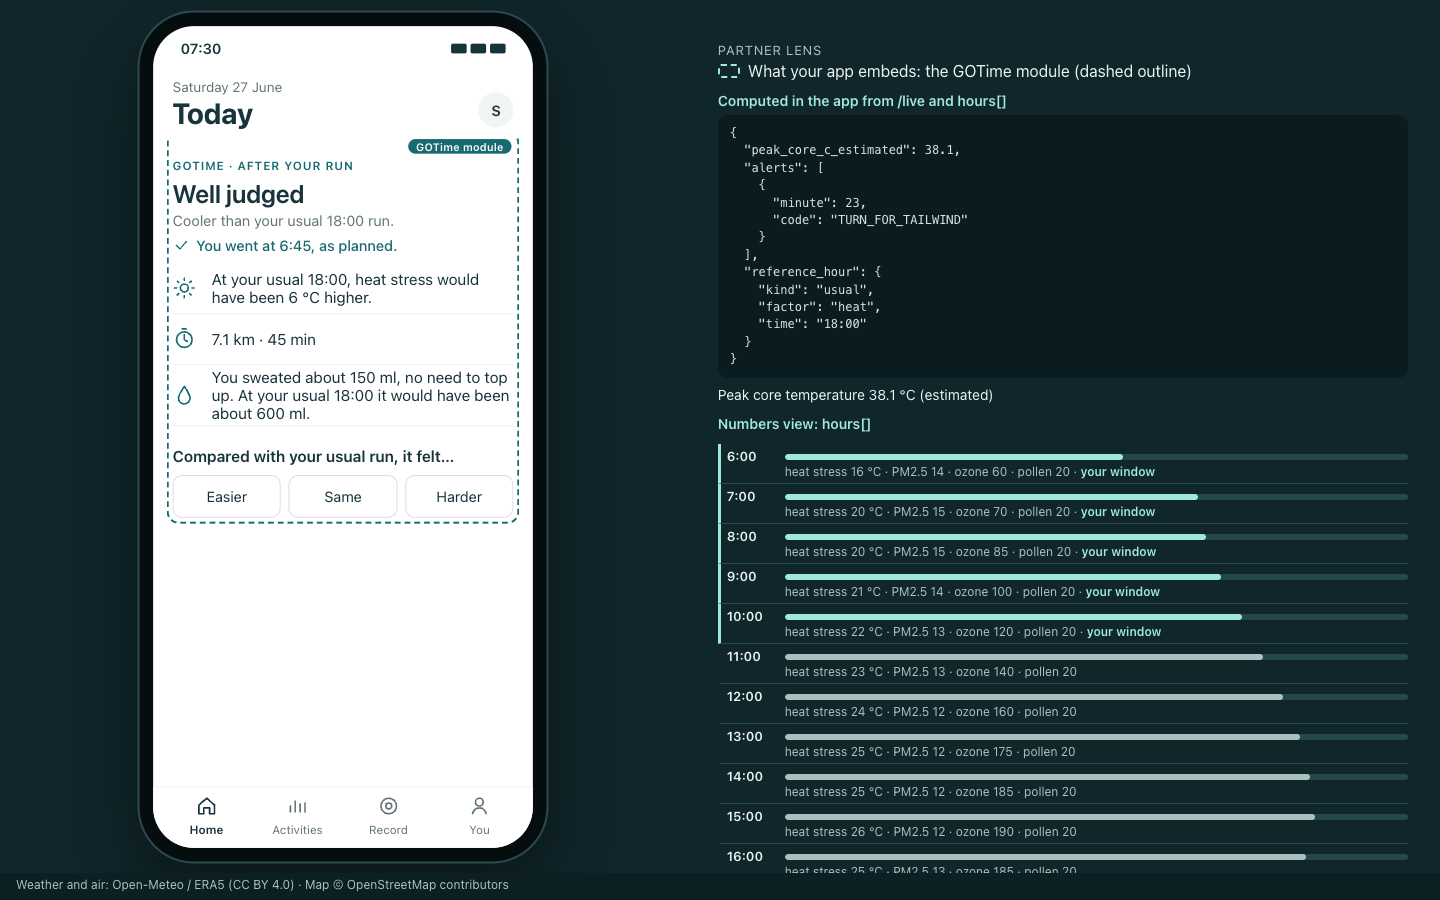 07:30
Saturday 27 June
Today
S
GOTime module
GOTIME · AFTER YOUR RUN
Well judged
Cooler than your usual 18:00 run.
You went at 6:45, as planned.
At your usual 18:00, heat stress would
have been 6 °C higher.
7.1 km · 45 min
You sweated about 150 ml, no need to top
up. At your usual 18:00 it would have been
about 600 ml.
Compared with your usual run, it felt...
Easier
Same
Harder
Home
Activities
Record
You
PARTNER LENS
What your app embeds: the GOTime module (dashed outline)
Computed in the app from /live and hours[]
{
"peak_core_c_estimated": 38.1,
"alerts": [
{
"minute": 23,
"code": "TURN_FOR_TAILWIND"
}
],
"reference_hour": {
"kind": "usual",
"factor": "heat",
"time": "18:00"
}
}
Peak core temperature 38.1 °C (estimated)
Numbers view: hours[]
6:00
heat stress 16 °C · PM2.5 14 · ozone 60 · pollen 20 · your window
7:00
heat stress 20 °C · PM2.5 15 · ozone 70 · pollen 20 · your window
8:00
heat stress 20 °C · PM2.5 15 · ozone 85 · pollen 20 · your window
9:00
heat stress 21 °C · PM2.5 14 · ozone 100 · pollen 20 · your window
10:00
heat stress 22 °C · PM2.5 13 · ozone 120 · pollen 20 · your window
11:00
heat stress 23 °C · PM2.5 13 · ozone 140 · pollen 20
12:00
heat stress 24 °C · PM2.5 12 · ozone 160 · pollen 20
13:00
heat stress 25 °C · PM2.5 12 · ozone 175 · pollen 20
14:00
heat stress 25 °C · PM2.5 12 · ozone 185 · pollen 20
15:00
heat stress 26 °C · PM2.5 12 · ozone 190 · pollen 20
16:00
heat stress 25 °C · PM2.5 13 · ozone 185 · pollen 20
Weather and air: Open-Meteo / ERA5 (CC BY 4.0) · Map © OpenStreetMap contributors